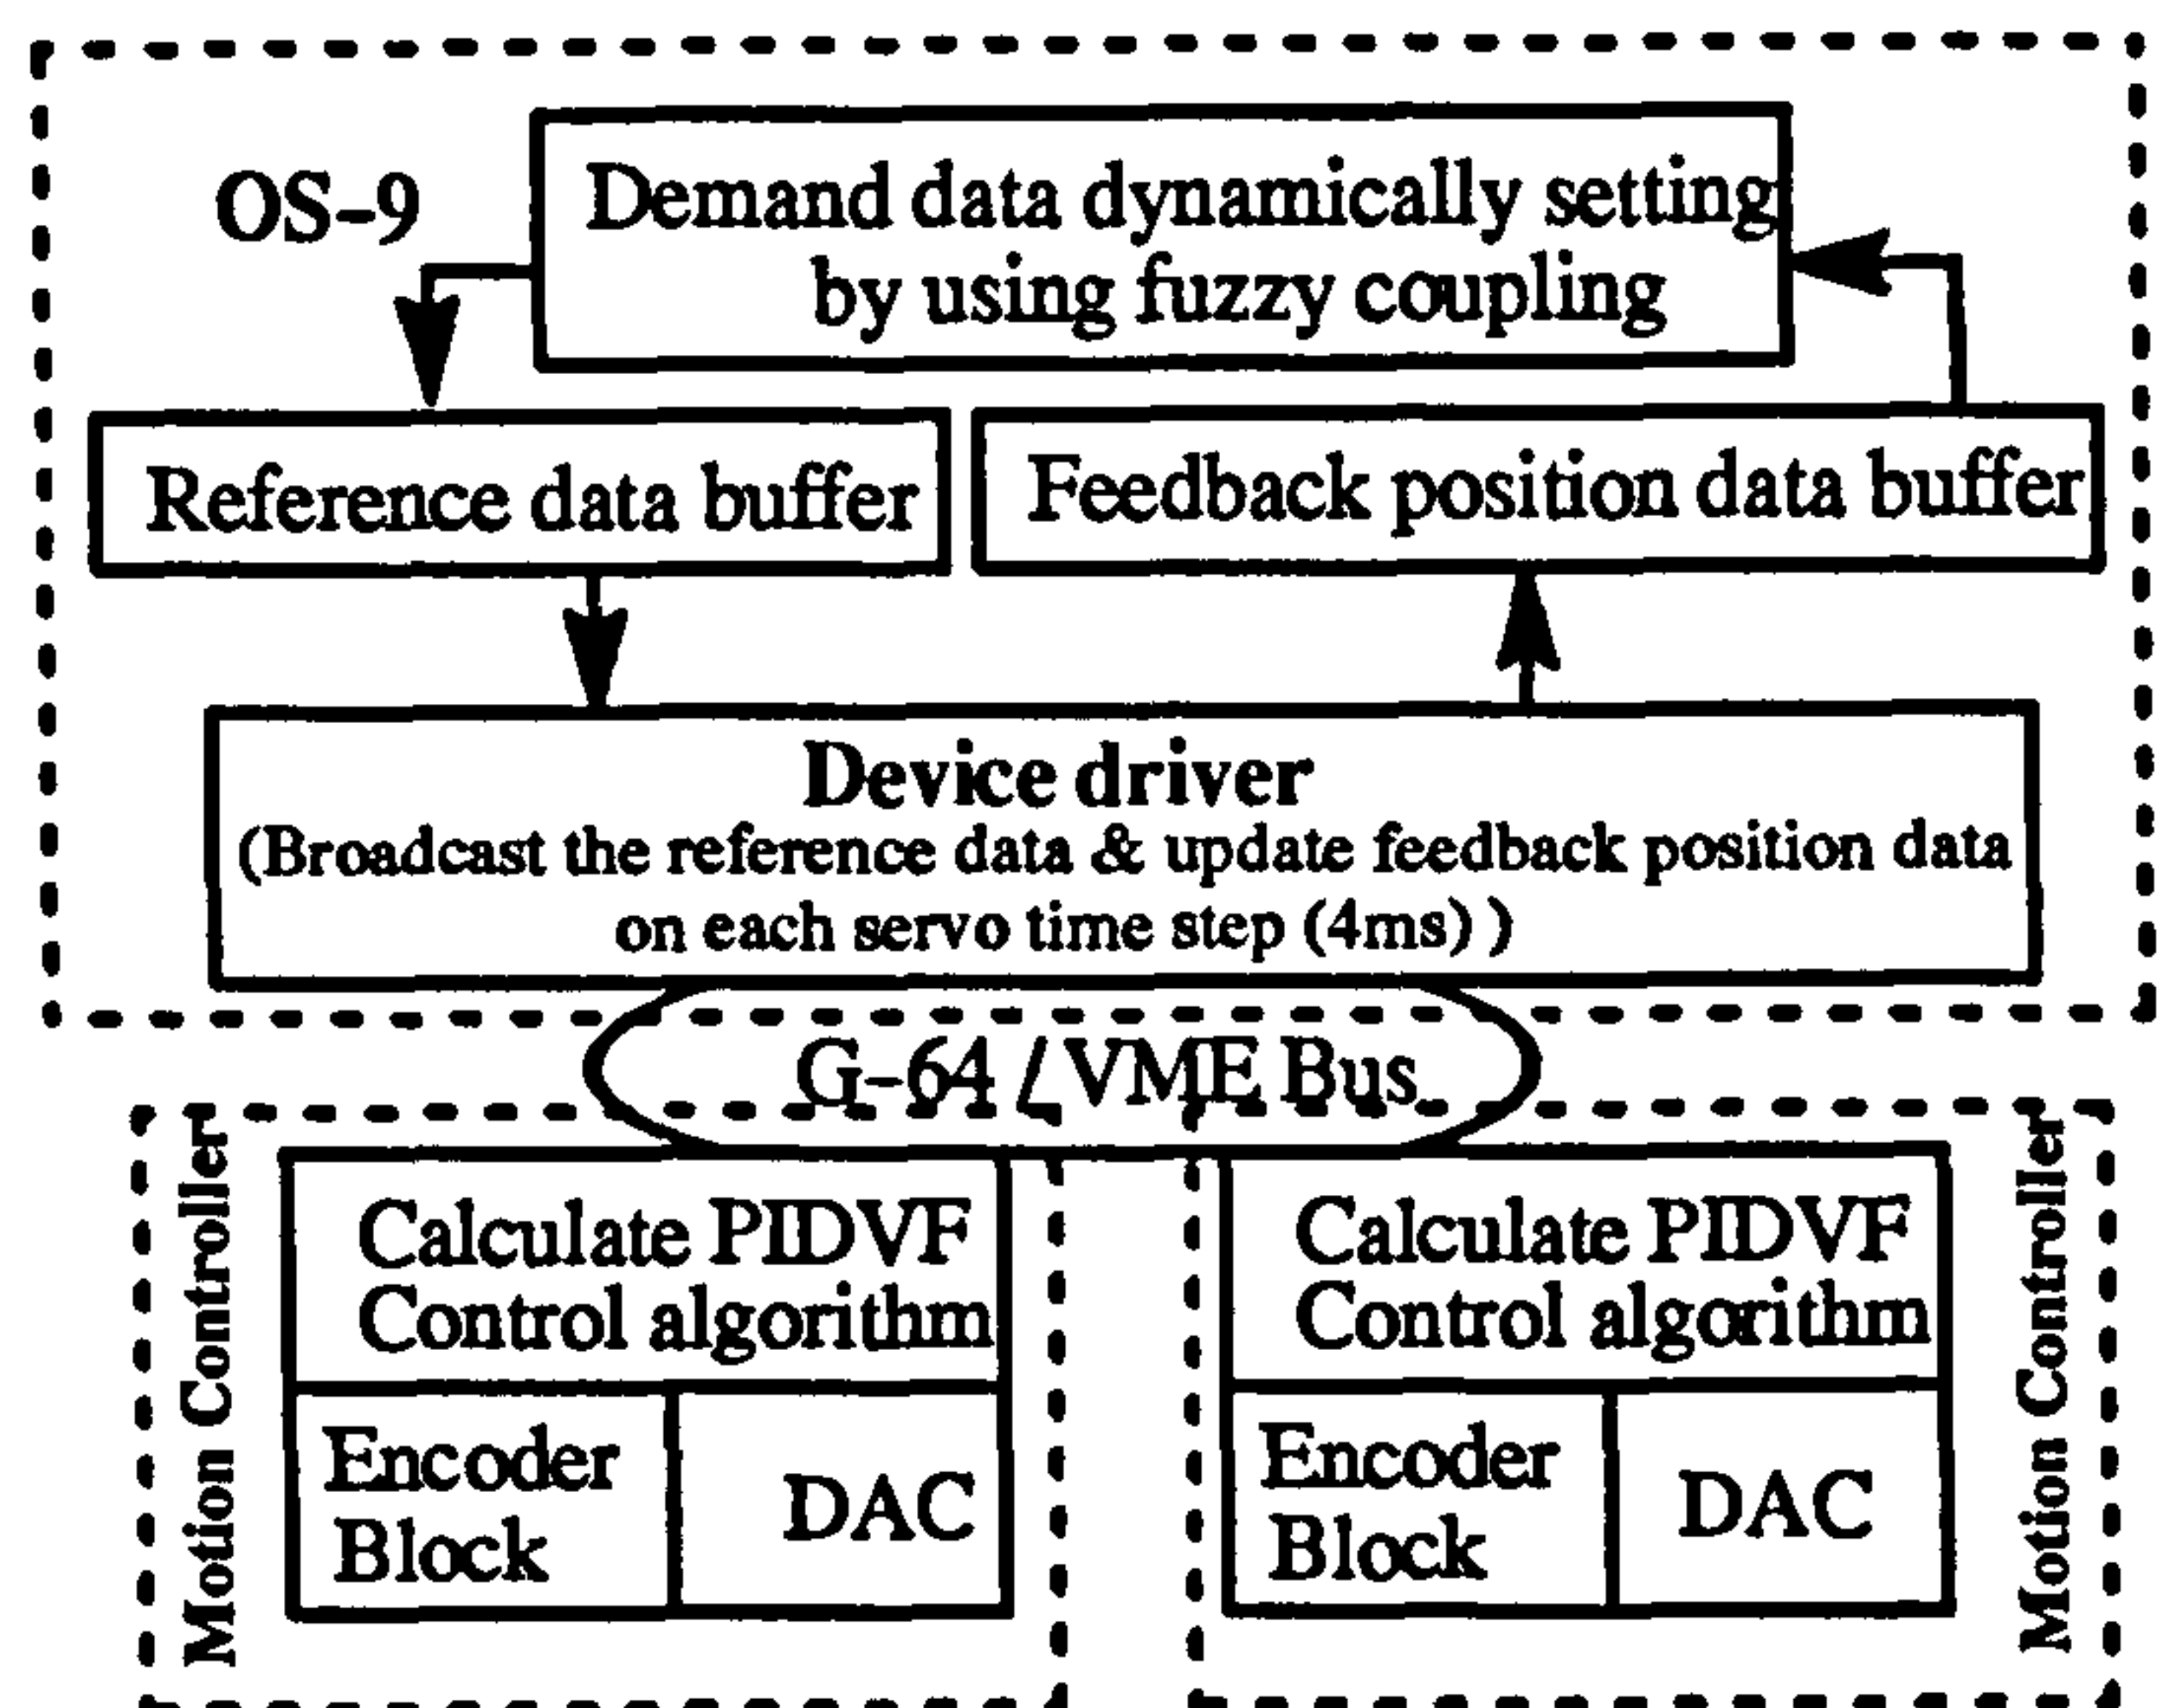 OS-9
Demand data dynamically setting
by using fuzzy coupling
Reference data buffer
Feedback position data buffer
Device driver
(Broadcast the reference data & update feedback position data
on each servo time step (4ms) )
G-64 / VME Bus
Motion Controller
Calculate PIDVF
Control algorithm
Encoder
Block
DAC
Calculate PIDVF
Control algorithm
Encoder
Block
DAC
Motion Controller